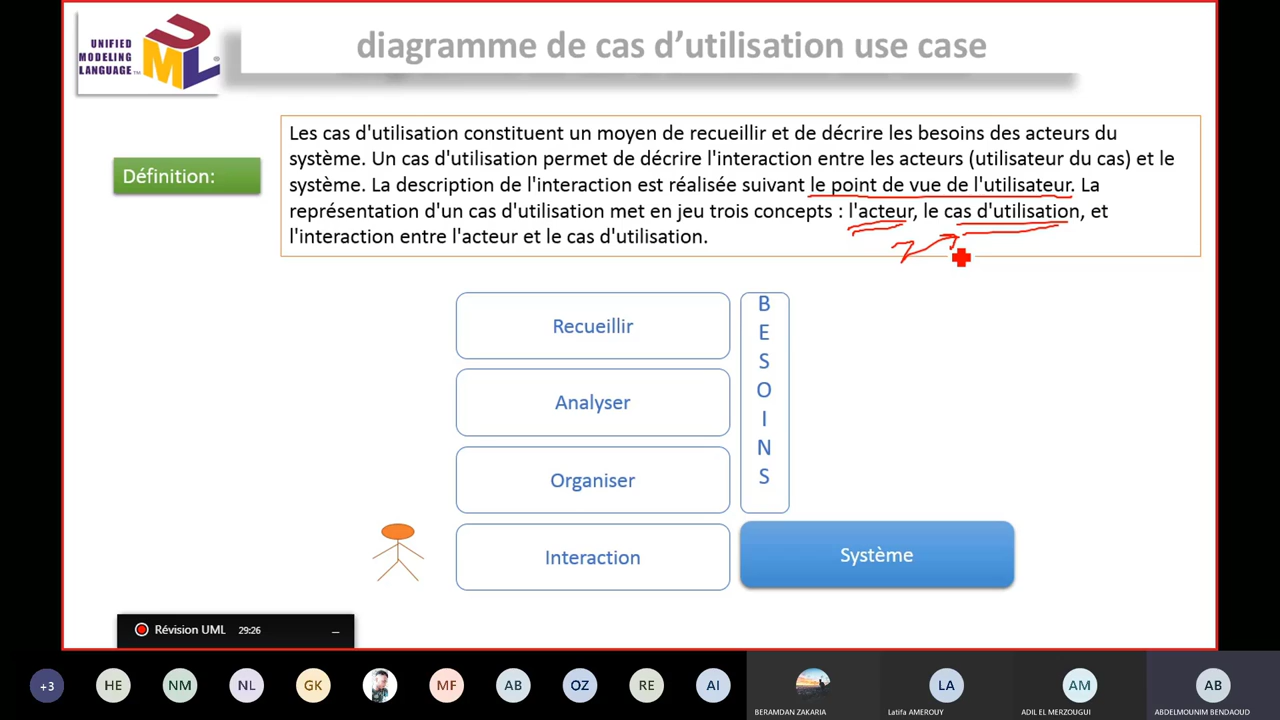 UNIFIED
MODELING
LANGUAGE™
UML®
diagramme de cas d’utilisation use case
Définition:
Les cas d'utilisation constituent un moyen de recueillir et de décrire les besoins des acteurs du
système. Un cas d'utilisation permet de décrire l'interaction entre les acteurs (utilisateur du cas) et le
système. La description de l'interaction est réalisée suivant le point de vue de l'utilisateur. La
représentation d'un cas d'utilisation met en jeu trois concepts : l'acteur, le cas d'utilisation, et
l'interaction entre l'acteur et le cas d'utilisation.
Recueillir
Analyser
Organiser
Interaction
B
E
S
O
I
N
S
Système
Révision UML 29:26
+3 HE NM NL GK MF AB OZ RE AI LA AM AB
BERAMDAN ZAKARIA Latifa AMEROUY ADIL EL MERZOUGUI ABDELMOUNIM BENDAOUD